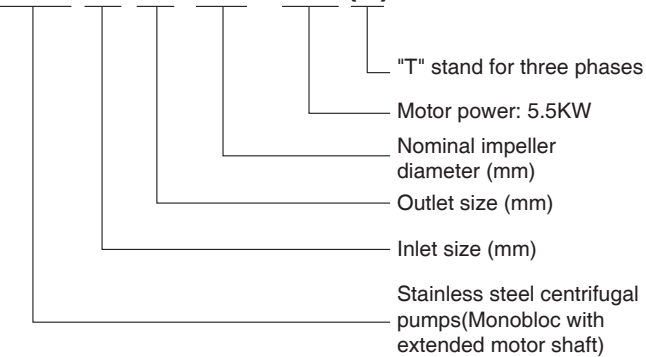 "T" stand for three phases
Motor power: 5.5KW
Nominal impeller
diameter (mm)
Outlet size (mm)
Inlet size (mm)
Stainless steel centrifugal
pumps(Monobloc with
extended motor shaft)